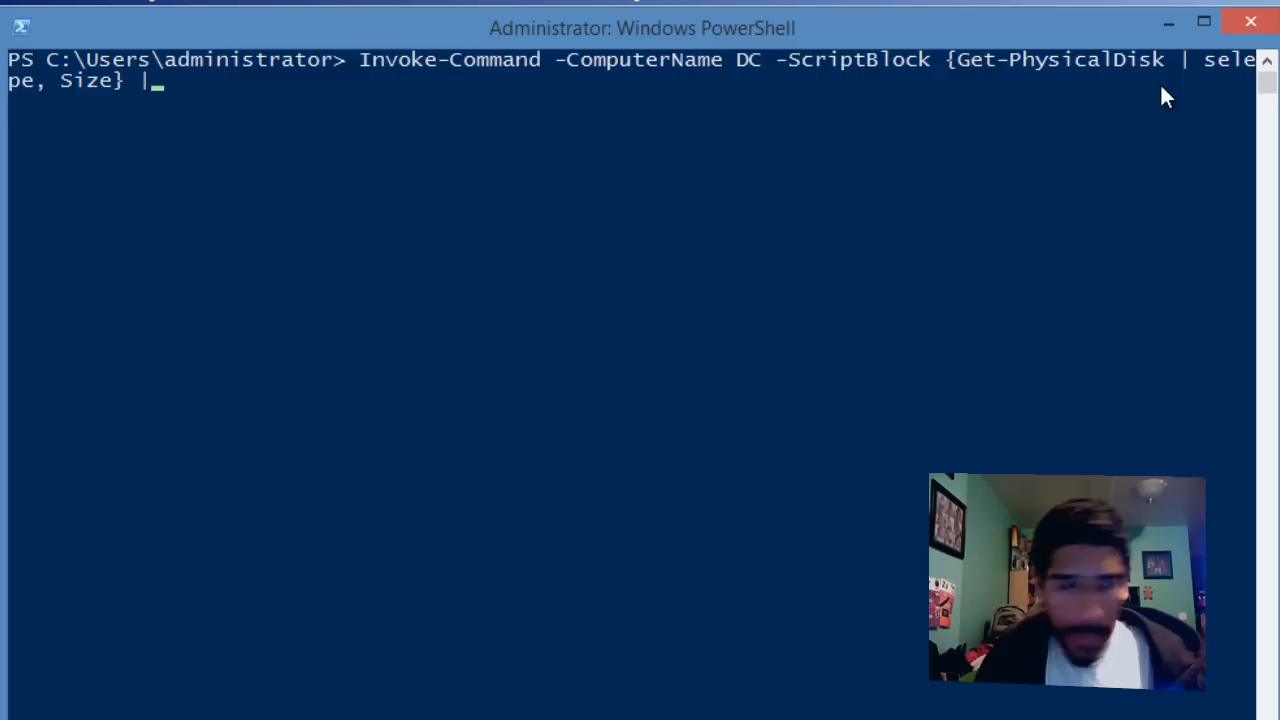 Administrator: Windows PowerShell
PS C:\Users\administrator> Invoke-Command -ComputerName DC -ScriptBlock {Get-PhysicalDisk | sele
pe, Size} |